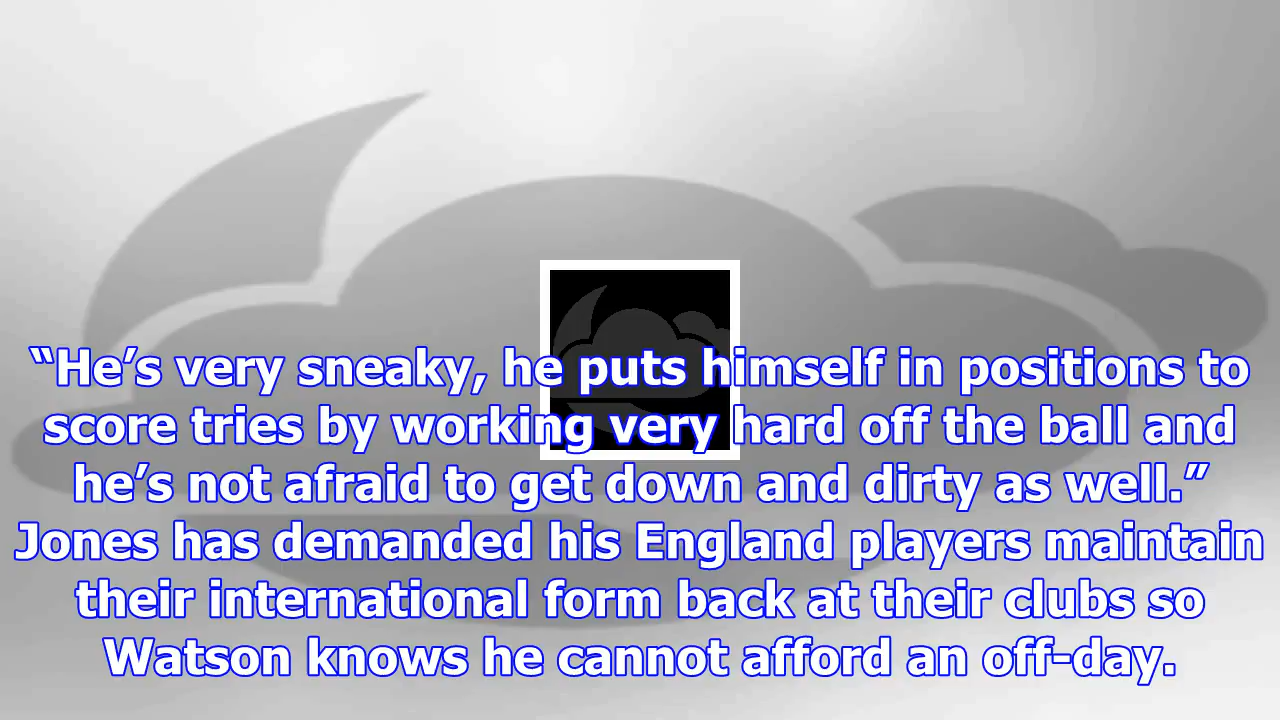 “He’s very sneaky, he puts himself in positions to
score tries by working very hard off the ball and
he’s not afraid to get down and dirty as well.”
Jones has demanded his England players maintain
their international form back at their clubs so
Watson knows he cannot afford an off-day.